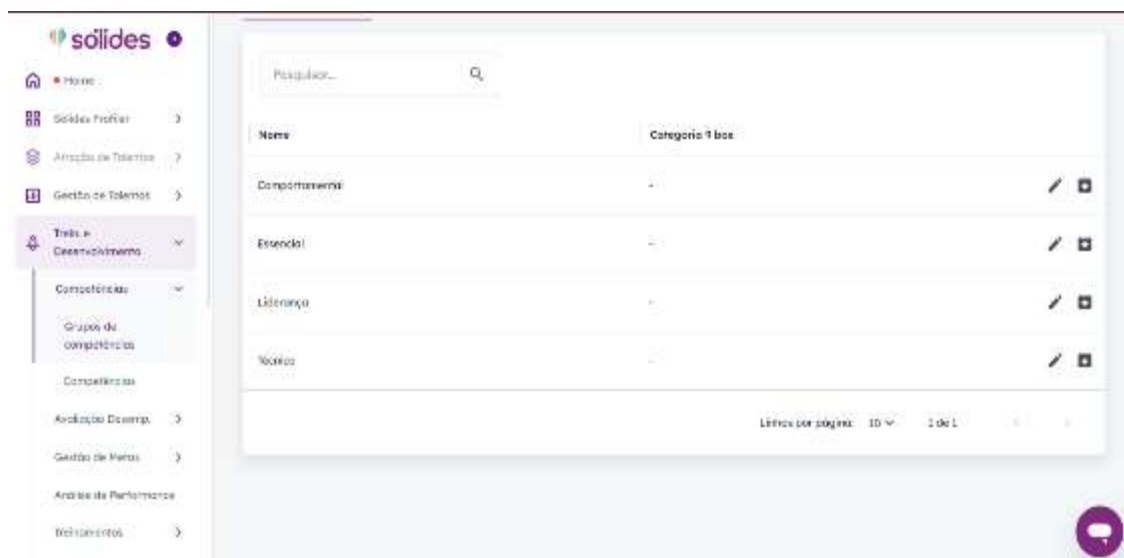 sólides
Home
Pesquisar...
Sólides Profiler
Nome
Categoria 9 box
Atração de Talentos
Gestão de Talentos
Comportamental
-
Trein. e
Desenvolvimento
Essencial
-
Competências
Liderança
-
Grupos de
competências
Técnica
-
Competências
Avaliação Desemp.
Linhas por página: 10
1 de 1
Gestão de Metas
Análise de Performance
Treinamentos